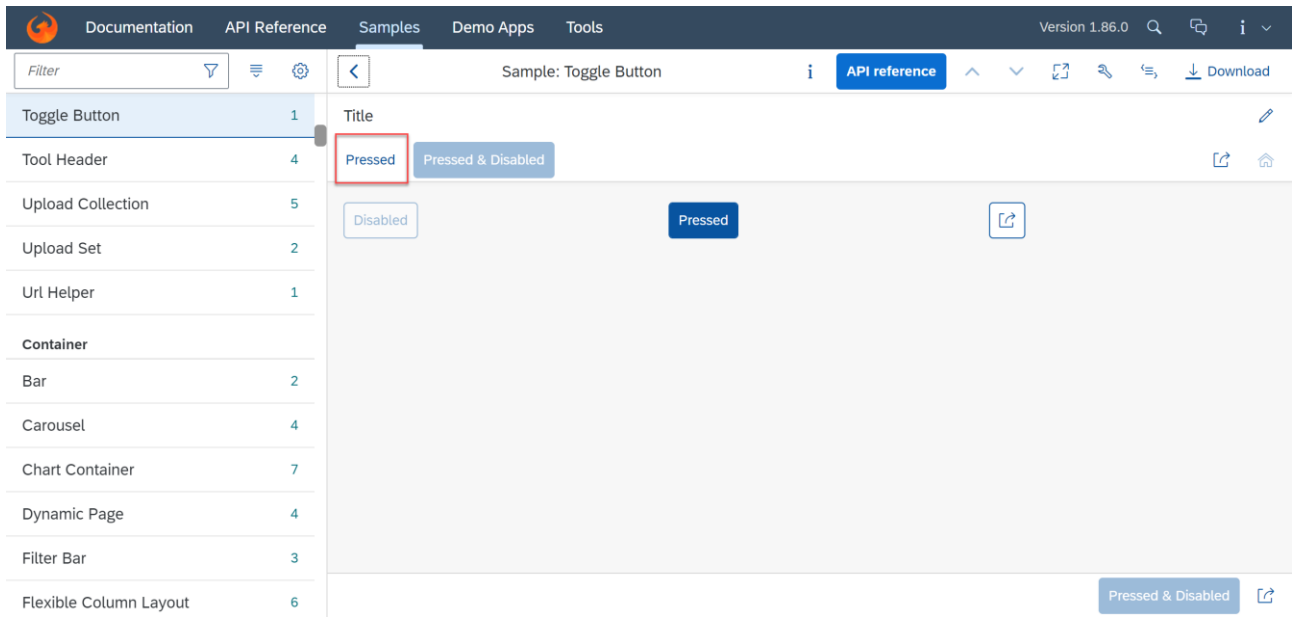 Documentation API Reference Samples Demo Apps Tools Version 1.86.0
Filter
Sample: Toggle Button
API reference
Download
Toggle Button 1
Tool Header 4
Upload Collection 5
Upload Set 2
Url Helper 1
Container
Bar 2
Carousel 4
Chart Container 7
Dynamic Page 4
Filter Bar 3
Flexible Column Layout 6
Title
Pressed Pressed & Disabled
Disabled Pressed
Pressed & Disabled